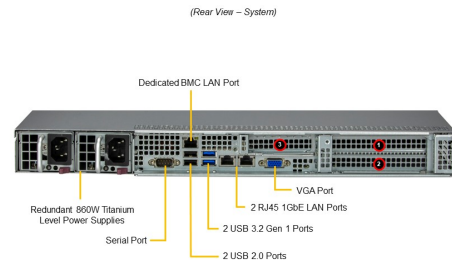 (Rear View – System)
Dedicated BMC LAN Port
3
1
2
VGA Port
Redundant 860W Titanium
Level Power Supplies
2 RJ45 1GbE LAN Ports
Serial Port
2 USB 3.2 Gen 1 Ports
2 USB 2.0 Ports